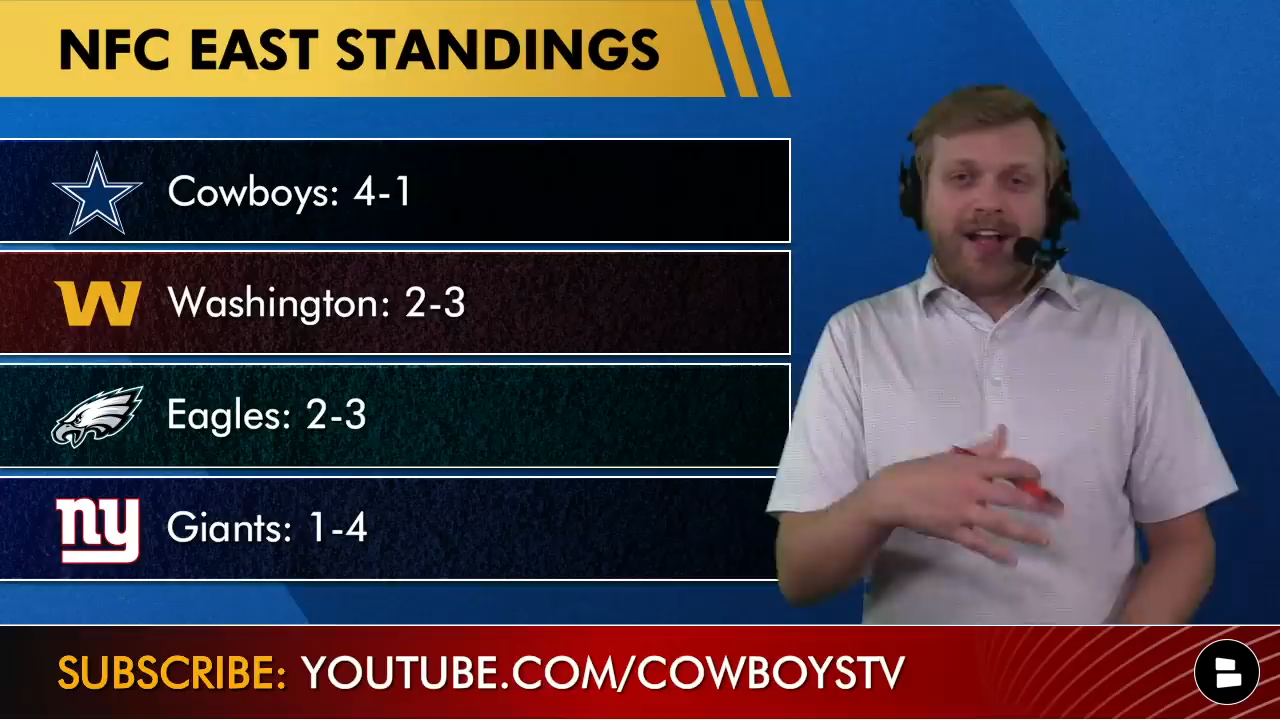 NFC EAST STANDINGS
Cowboys: 4-1
W
Washington: 2-3
Eagles: 2-3
ny
Giants: 1-4
SUBSCRIBE: YOUTUBE.COM/COWBOYSTV